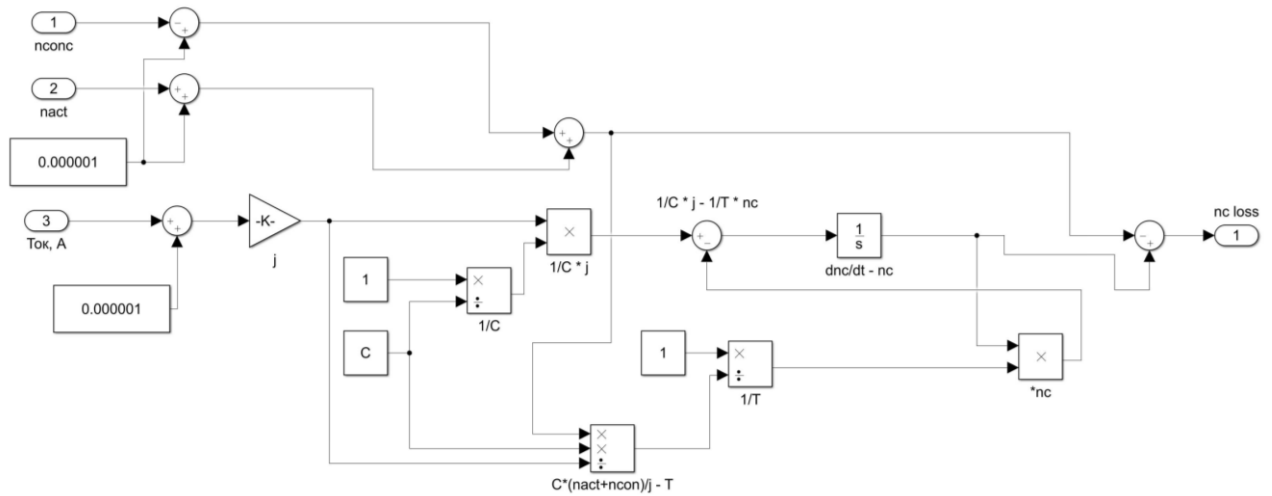 1
nconc
2
nact
0.000001
3
Ток, А
0.000001
-K-
j
1
C
×
÷
1/C
×
1/C * j
1/C * j - 1/T * nc
1
s
dnc/dt - nc
1
×
÷
1/T
×
×
÷
C*(nact+ncon)/j - T
×
*nc
nc loss
1